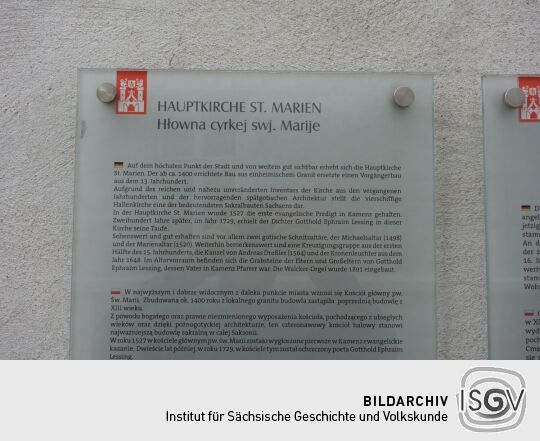 HAUPTKIRCHE ST. MARIEN
Hłowna cyrkej swj. Marije
Auf dem höchsten Punkt der Stadt und von weitem gut sichtbar erhebt sich die Hauptkirche
St. Marien. Der ab ca. 1400 errichtete Bau aus einheimischem Granit ersetzte einen Vorgängerbau
aus dem 13. Jahrhundert.
Aufgrund des reichen und nahezu unveränderten Inventars der Kirche aus den vergangenen
Jahrhunderten und der hervorragenden spätgotischen Architektur stellt die vierschiffige
Hallenkirche eine der bedeutendsten Sakralbauten Sachsens dar.
In der Hauptkirche St. Marien wurde 1527 die erste evangelische Predigt in Kamenz gehalten.
Zweihundert Jahre später, im Jahr 1729, erhielt der Dichter Gotthold Ephraim Lessing in dieser
Kirche seine Taufe.
Sehenswert und gut erhalten sind vor allem zwei gotische Schnitzaltäre, der Michaelisaltar (1498)
und der Marienaltar (1520). Weiterhin bemerkenswert sind eine Kreuzigungsgruppe aus der ersten
Hälfte des 15. Jahrhunderts, die Kanzel von Andreas Dreßler (1564) und der Kronenleuchter aus dem
Jahr 1648. Im Altarvorraum befinden sich die Grabsteine der Eltern und Großeltern von Gotthold
Ephraim Lessing, dessen Vater in Kamenz Pfarrer war. Die Walcker-Orgel wurde 1891 eingebaut.
W najwyższym i dobrze widocznym z daleka punkcie miasta wznosi się Kościół główny pw.
Św. Marii. Zbudowana ok. 1400 roku z lokalnego granitu budowla zastąpiła poprzednią budowlę z
XIII wieku.
Z powodu bogatego oraz prawie niezmienionego wyposażenia kościoła, pochodzącego z ubiegłych
wieków oraz dzięki późnogotyckiej architekturze, ten czteronawowy kościół halowy stanowi
najważniejszą budowlę sakralną w całej Saksonii.
W roku 1527 w kościele głównym pw. św. Marii zostało wygłoszone pierwsze w Kamenz ewangelickie
kazanie. Dwieście lat później, w roku 1729, w kościele tym został ochrzczony poeta Gotthold Ephraim
Lessing.
BILDARCHIV
Institut für Sächsische Geschichte und Volkskunde
ISGV